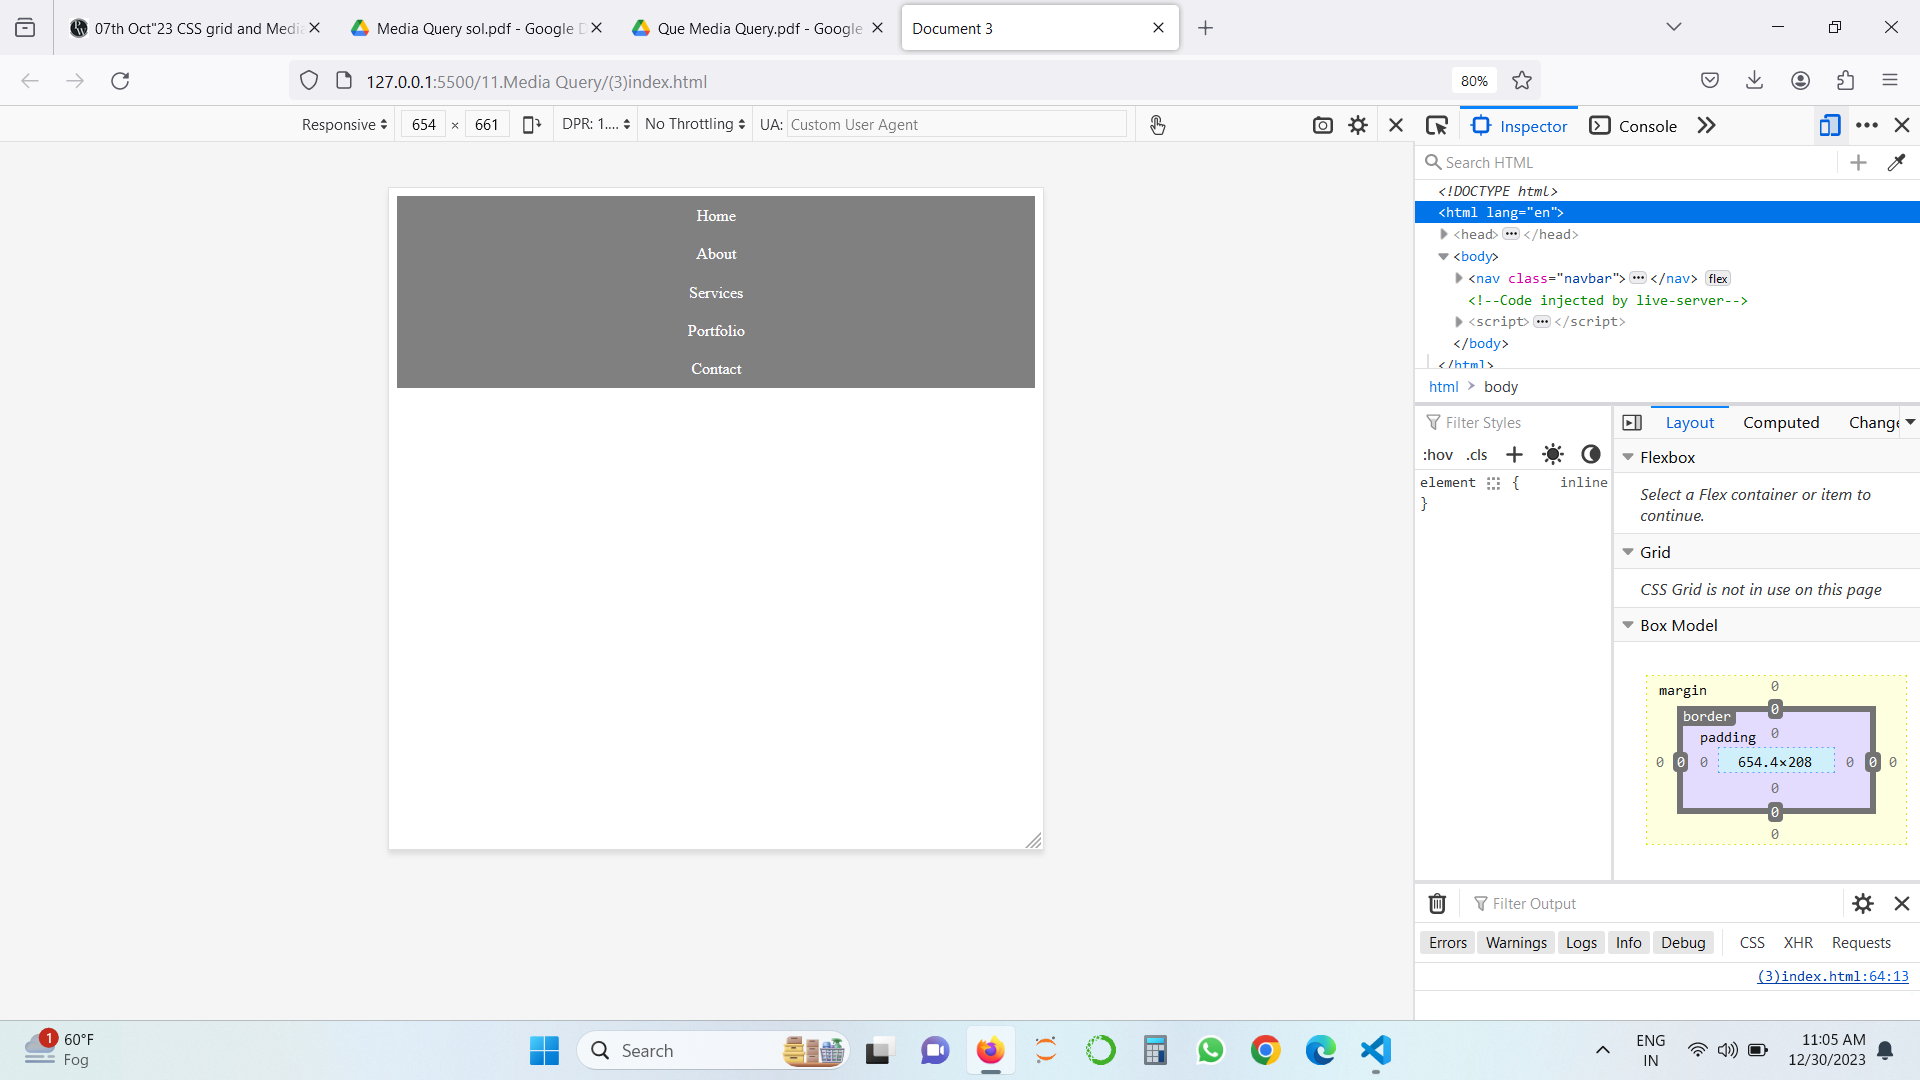 07th Oct"23 CSS grid and Media
Media Query sol.pdf - Google D
Que Media Query.pdf - Google
Document 3
127.0.0.1:5500/11.Media Query/(3)index.html
80%
Responsive
654 × 661
DPR: 1....
No Throttling
UA: Custom User Agent
Inspector
Console
Search HTML
<!DOCTYPE html>
<html lang="en">
<head> ••• </head>
<body>
<nav class="navbar"> ••• </nav> flex
<!--Code injected by live-server-->
<script> ••• </script>
</body>
</html>
html > body
Home
About
Services
Portfolio
Contact
Filter Styles
:hov .cls
element { inline
}
Layout
Computed
Change
Flexbox
Select a Flex container or item to
continue.
Grid
CSS Grid is not in use on this page
Box Model
margin 0
border 0
padding 0
0 0 0 654.4×208 0 0 0
0
0
0
Filter Output
Errors Warnings Logs Info Debug CSS XHR Requests
(3)index.html:64:13
1
60°F
Fog
Search
ENG
IN
11:05 AM
12/30/2023